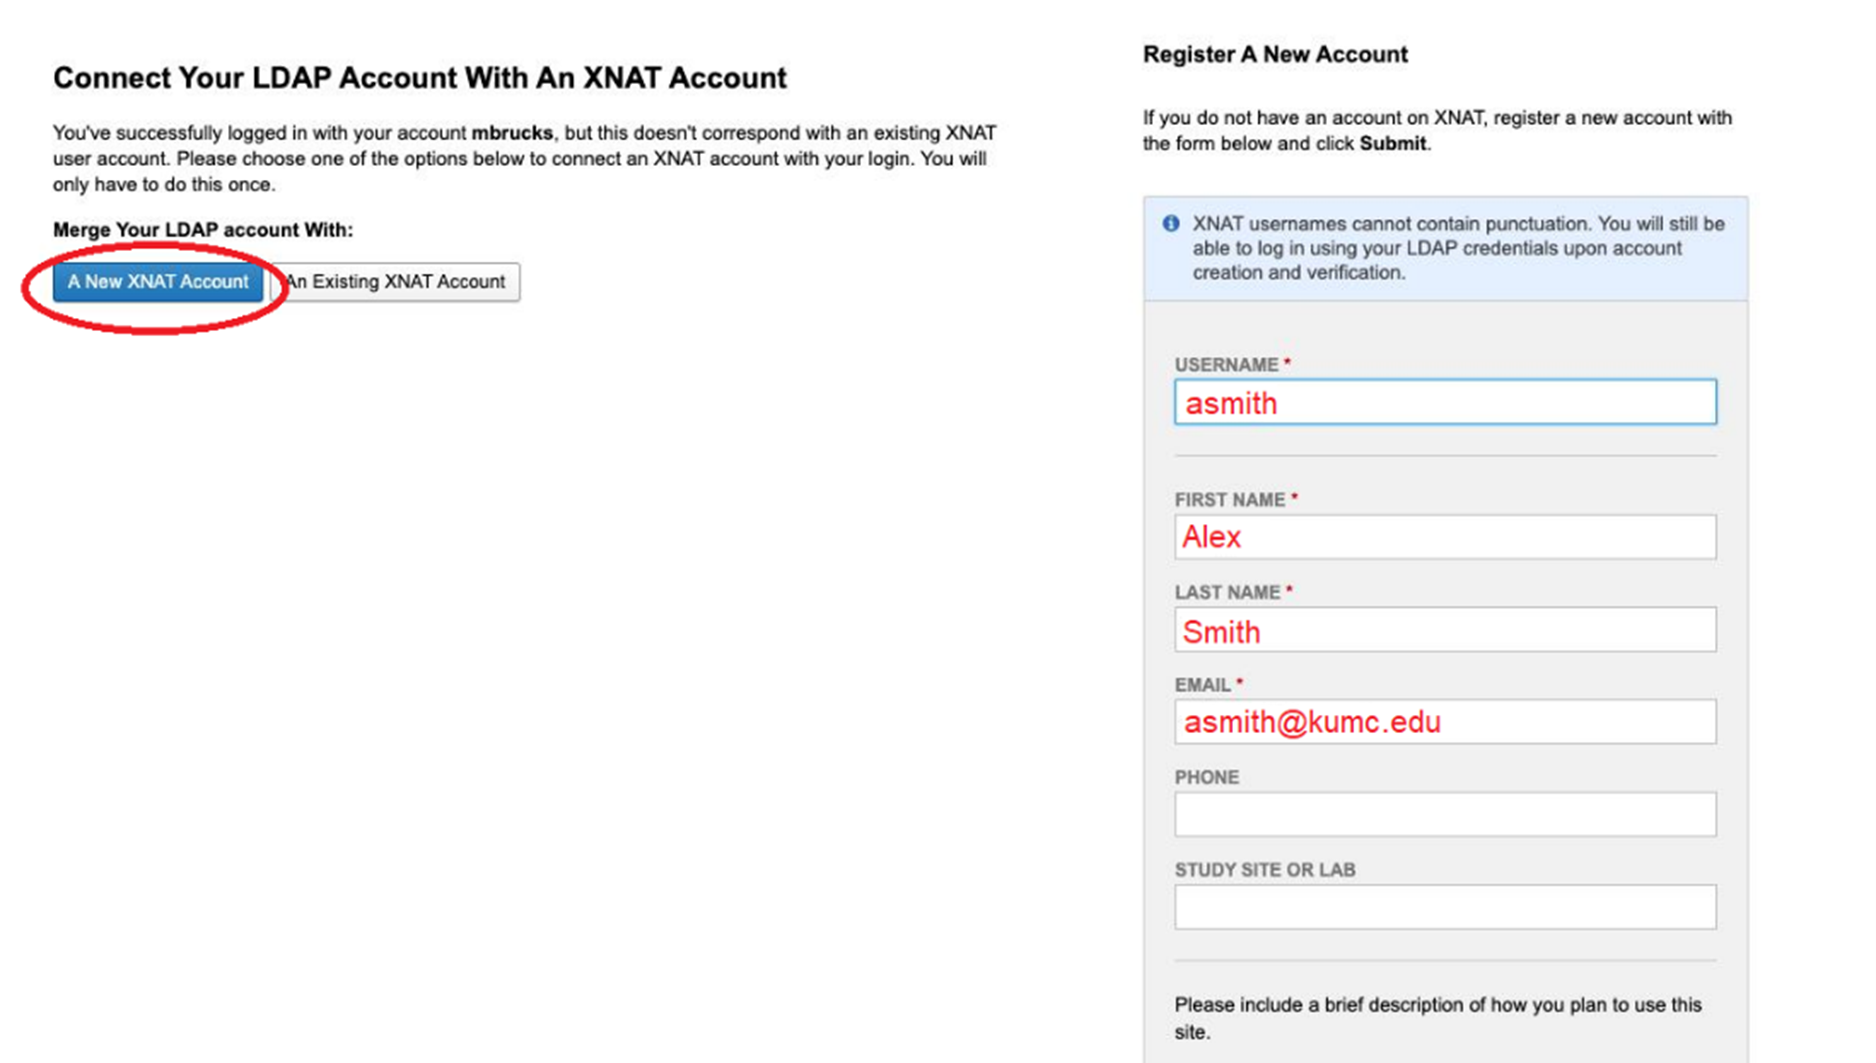 Connect Your LDAP Account With An XNAT Account
You've successfully logged in with your account mbrucks, but this doesn't correspond with an existing XNAT
user account. Please choose one of the options below to connect an XNAT account with your login. You will
only have to do this once.
Merge Your LDAP account With:
A New XNAT Account
An Existing XNAT Account
Register A New Account
If you do not have an account on XNAT, register a new account with
the form below and click Submit.
XNAT usernames cannot contain punctuation. You will still be
able to log in using your LDAP credentials upon account
creation and verification.
USERNAME *
asmith
FIRST NAME *
Alex
LAST NAME *
Smith
EMAIL *
asmith@kumc.edu
PHONE
STUDY SITE OR LAB
Please include a brief description of how you plan to use this
site.